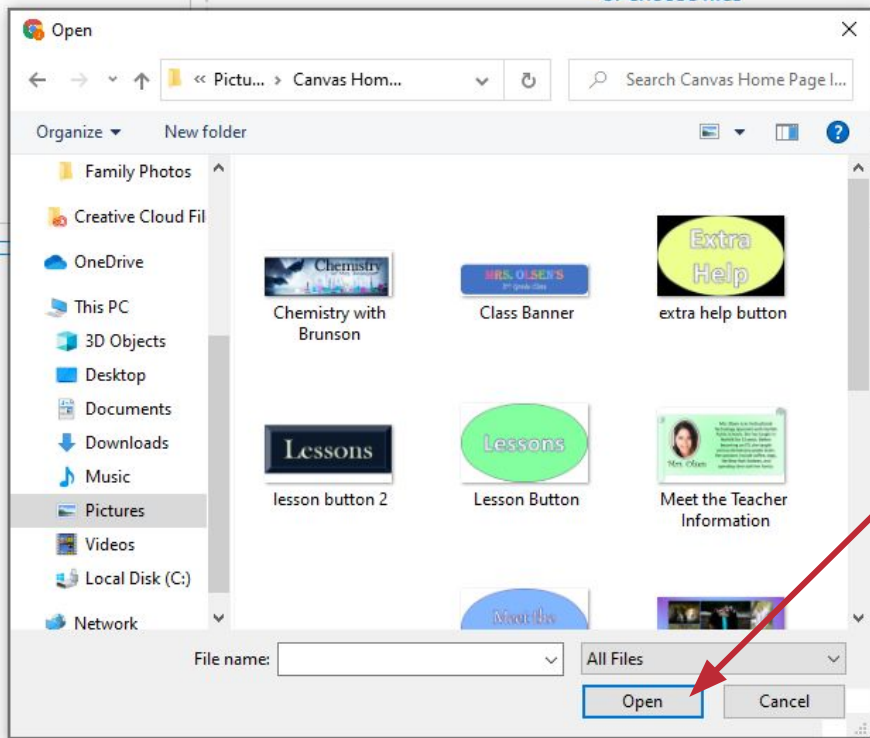 Open
« Pictu... › Canvas Hom...
Search Canvas Home Page I...
Organize
New folder
Family Photos
Creative Cloud Fil
OneDrive
This PC
3D Objects
Desktop
Documents
Downloads
Music
Pictures
Videos
Local Disk (C:)
Network
Chemistry
Chemistry with
Brunson
MRS. OLSEN'S
Class Banner
Extra
Help
extra help button
Lessons
lesson button 2
Lessons
Lesson Button
Mrs. Olsen
Meet the Teacher
Information
Meet the
File name:
All Files
Open
Cancel